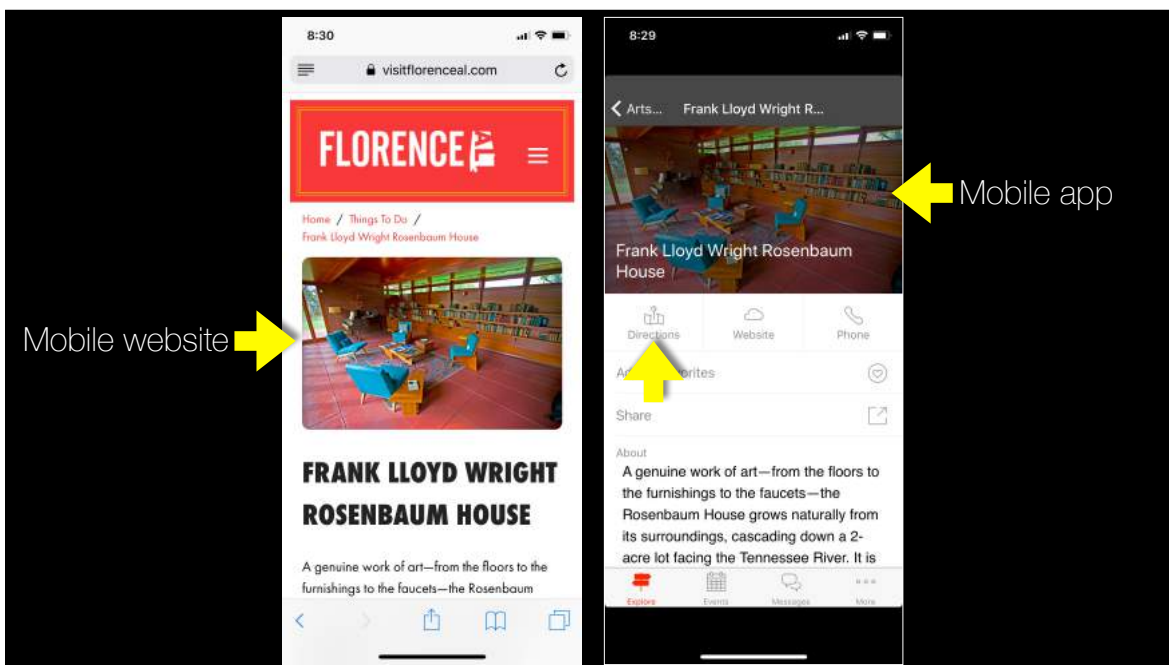 Mobile website
8:30
visitflorenceal.com
FLORENCE AL
Home / Things To Do /
Frank Lloyd Wright Rosenbaum House
FRANK LLOYD WRIGHT
ROSENBAUM HOUSE
A genuine work of art—from the floors to the
furnishings to the faucets—the Rosenbaum
8:29
Arts... Frank Lloyd Wright R...
Frank Lloyd Wright Rosenbaum
House
Directions Website Phone
Share
About
A genuine work of art—from the floors to
the furnishings to the faucets—the
Rosenbaum House grows naturally from
its surroundings, cascading down a 2-
acre lot facing the Tennessee River. It is
Explore Events Messages More
Mobile app